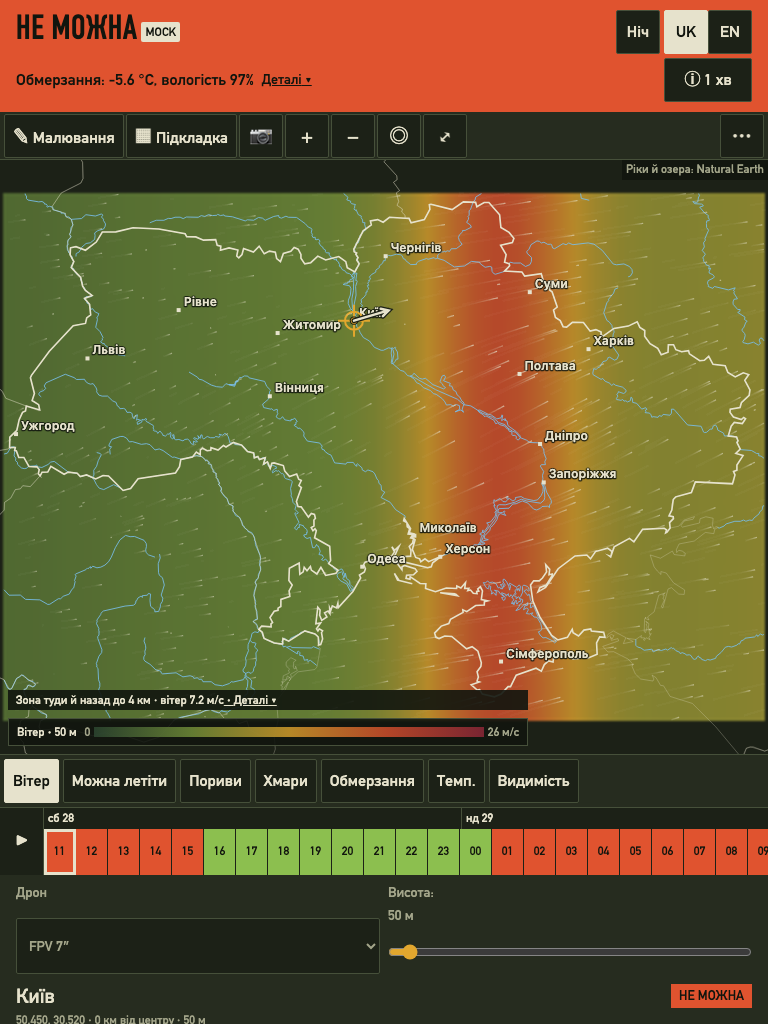 НЕ МОЖНА МОСК
Ніч UK EN
Обмерзання: -5.6 °C, вологість 97% Деталі ▾
ⓘ 1 хв
✎ Малювання ▦ Підкладка + − ◎ ⤢ ⋯
Ріки й озера: Natural Earth
Чернігів
Суми
Рівне
Київ
Житомир
Харків
Львів
Полтава
Вінниця
Ужгород
Дніпро
Запоріжжя
Миколаїв
Херсон
Одеса
Сімферополь
Зона туди й назад до 4 км · вітер 7.2 м/с · Деталі ▾
Вітер · 50 м 0 26 м/с
Вітер Можна летіти Пориви Хмари Обмерзання Темп. Видимість
сб 28 нд 29
▶ 11 12 13 14 15 16 17 18 19 20 21 22 23 00 01 02 03 04 05 06 07 08 09
Дрон Висота:
50 м
FPV 7″
Київ НЕ МОЖНА
50.450, 30.520 · 0 км від центру · 50 м